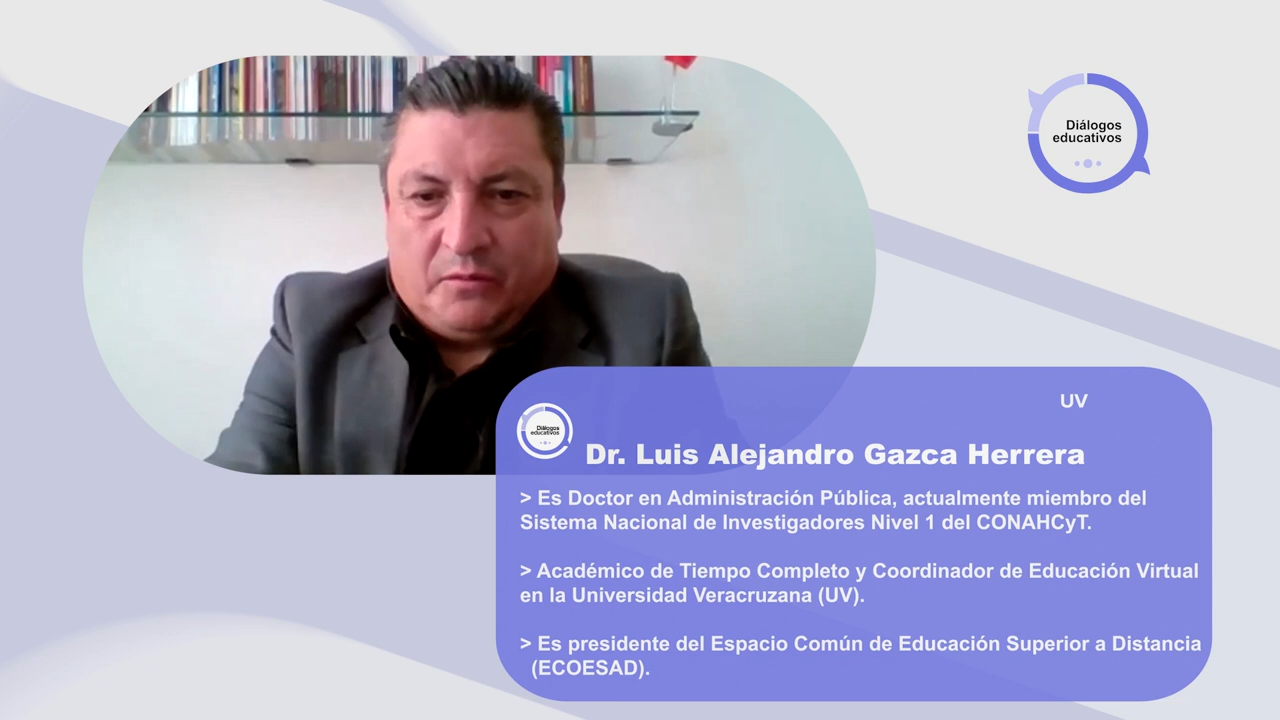 Diálogos
educativos
UV
Diálogos
educativos
Dr. Luis Alejandro Gazca Herrera
> Es Doctor en Administración Pública, actualmente miembro del
Sistema Nacional de Investigadores Nivel 1 del CONAHCyT.
> Académico de Tiempo Completo y Coordinador de Educación Virtual
en la Universidad Veracruzana (UV).
> Es presidente del Espacio Común de Educación Superior a Distancia
(ECOESAD).